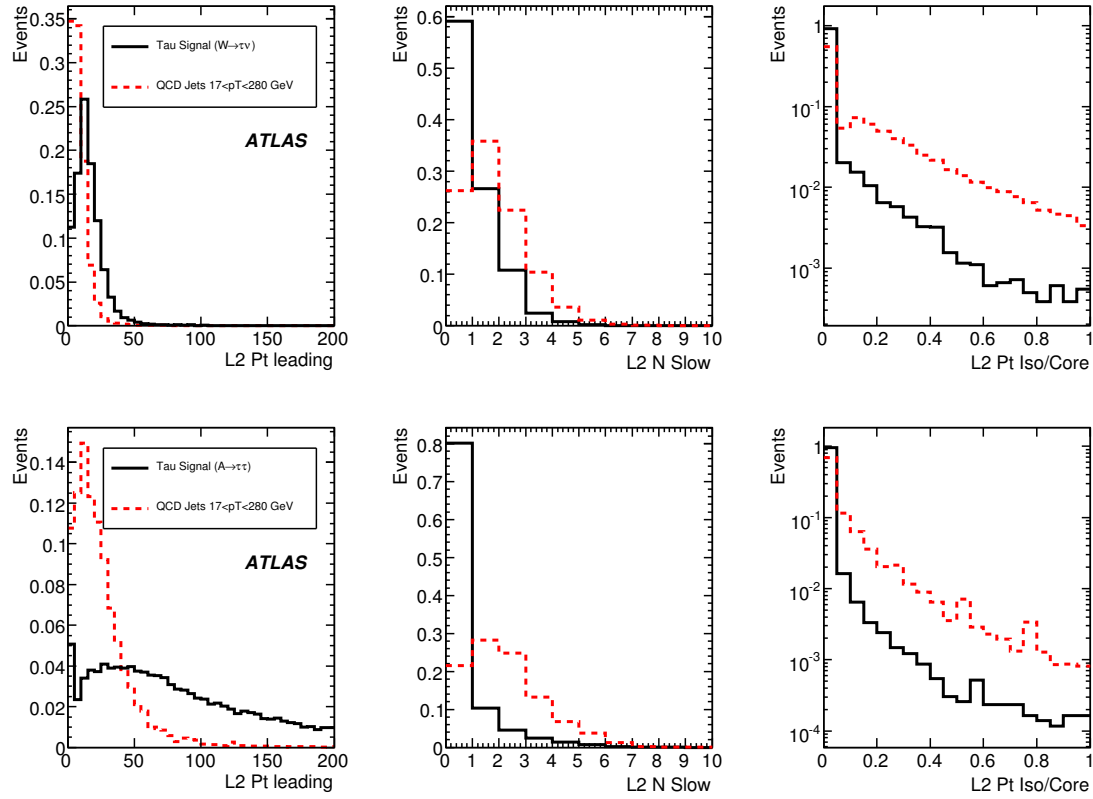 Events
0.35
0.3
0.25
0.2
0.15
0.1
0.05
0
Tau Signal (W→τν)
QCD Jets 17<pT<280 GeV
ATLAS
0 50 100 150 200
L2 Pt leading
Events
0.6
0.5
0.4
0.3
0.2
0.1
0
0 1 2 3 4 5 6 7 8 9 10
L2 N Slow
Events
1
10-1
10-2
10-3
0 0.2 0.4 0.6 0.8 1
L2 Pt Iso/Core
Events
0.14
0.12
0.1
0.08
0.06
0.04
0.02
0
Tau Signal (A→ττ)
QCD Jets 17<pT<280 GeV
ATLAS
0 50 100 150 200
L2 Pt leading
Events
0.8
0.7
0.6
0.5
0.4
0.3
0.2
0.1
0
0 1 2 3 4 5 6 7 8 9 10
L2 N Slow
Events
1
10-1
10-2
10-3
10-4
0 0.2 0.4 0.6 0.8 1
L2 Pt Iso/Core